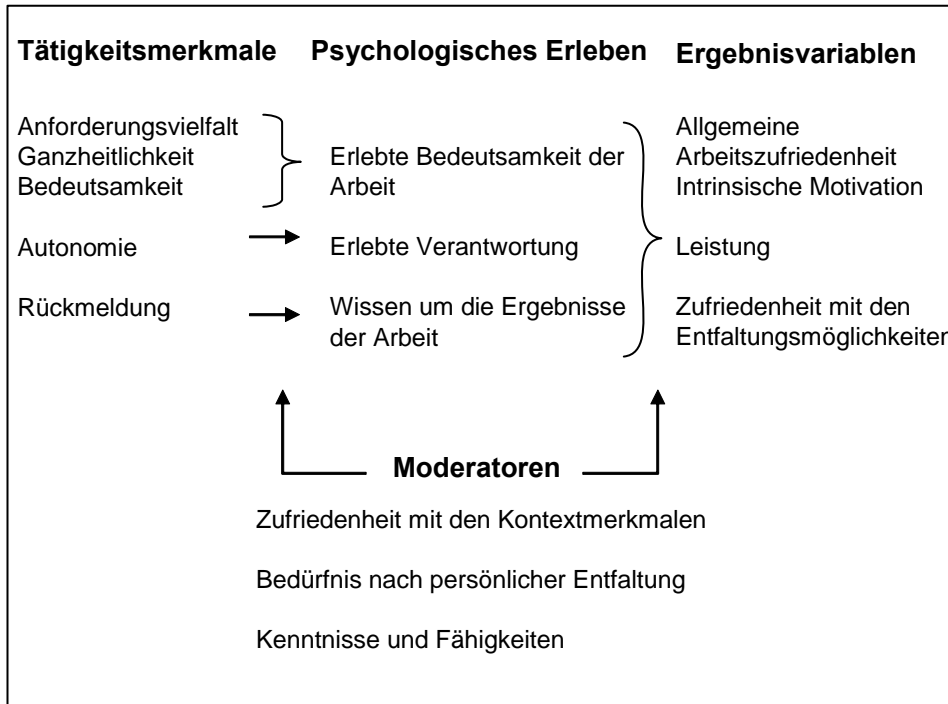 Tätigkeitsmerkmale
Psychologisches Erleben
Ergebnisvariablen
Anforderungsvielfalt
Ganzheitlichkeit
Bedeutsamkeit
Autonomie
Rückmeldung
Erlebte Bedeutsamkeit der
Arbeit
Erlebte Verantwortung
Wissen um die Ergebnisse
der Arbeit
Allgemeine
Arbeitszufriedenheit
Intrinsische Motivation
Leistung
Zufriedenheit mit den
Entfaltungsmöglichkeiten
Moderatoren
Zufriedenheit mit den Kontextmerkmalen
Bedürfnis nach persönlicher Entfaltung
Kenntnisse und Fähigkeiten